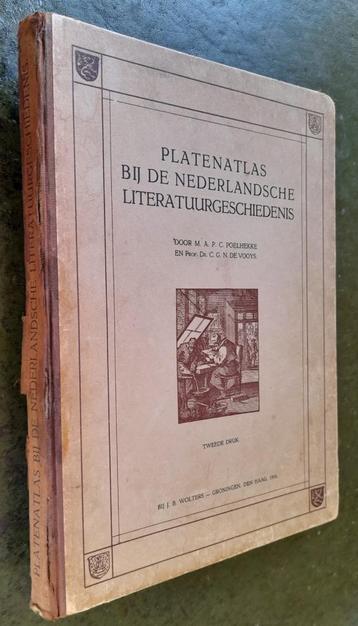 PLATENATLAS
BIJ DE NEDERLANDSCHE
LITERATUURGESCHIEDENIS
DOOR M. A. P. C. POELHEKKE
EN PROF. DR. C. G. N. DE VOOYS
TWEEDE DRUK
BIJ J. B. WOLTERS — GRONINGEN, DEN HAAG,
PLATENATLAS BIJ DE NEDERLANDSCHE LITERATUURGESCHIEDENIS